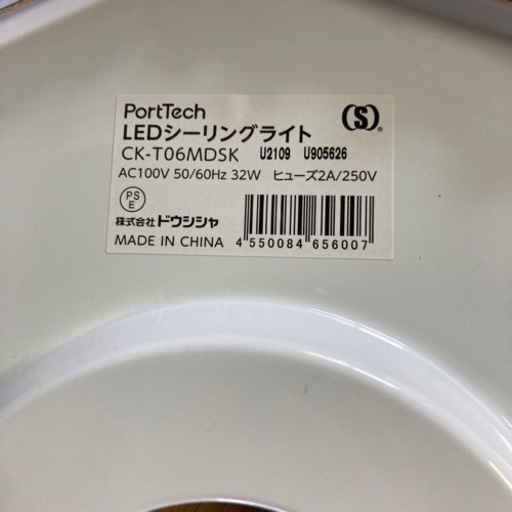 PortTech
LEDシーリングライト
CK-T06MDSK U2109 U905626
AC100V 50/60Hz 32W ヒューズ2A/250V
PS
E
株式会社ドウシシャ
MADE IN CHINA
4 550084 656007
(S)®